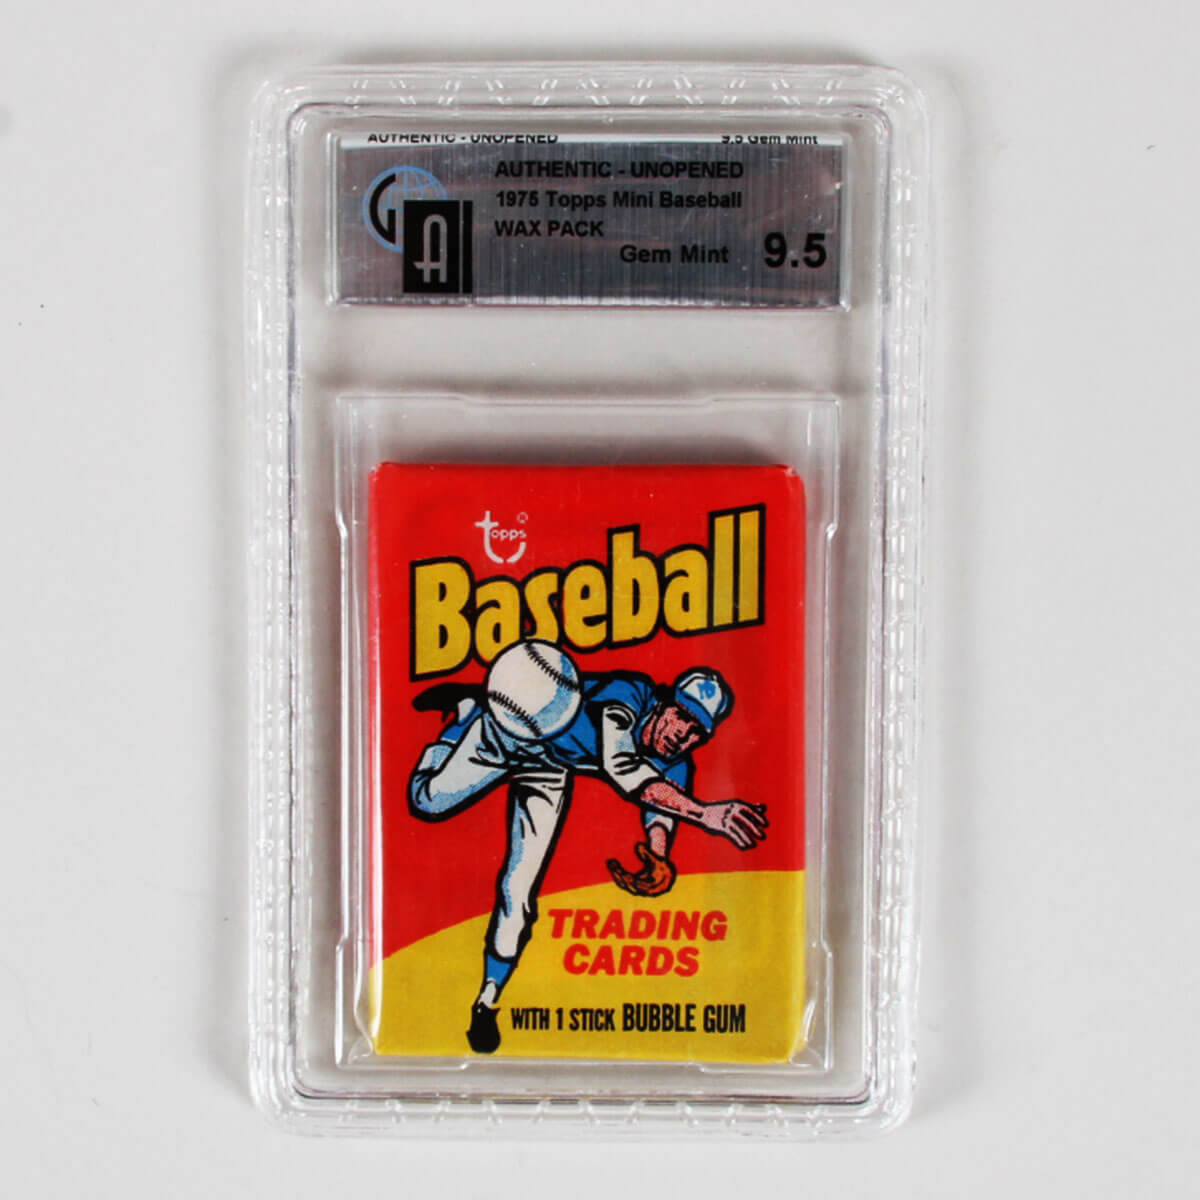 AUTHENTIC - UNOPENED 9.5 Gem Mint
AUTHENTIC - UNOPENED
1975 Topps Mini Baseball
WAX PACK
Gem Mint 9.5
G
A
topps®
Baseball
TRADING
CARDS
WITH 1 STICK BUBBLE GUM